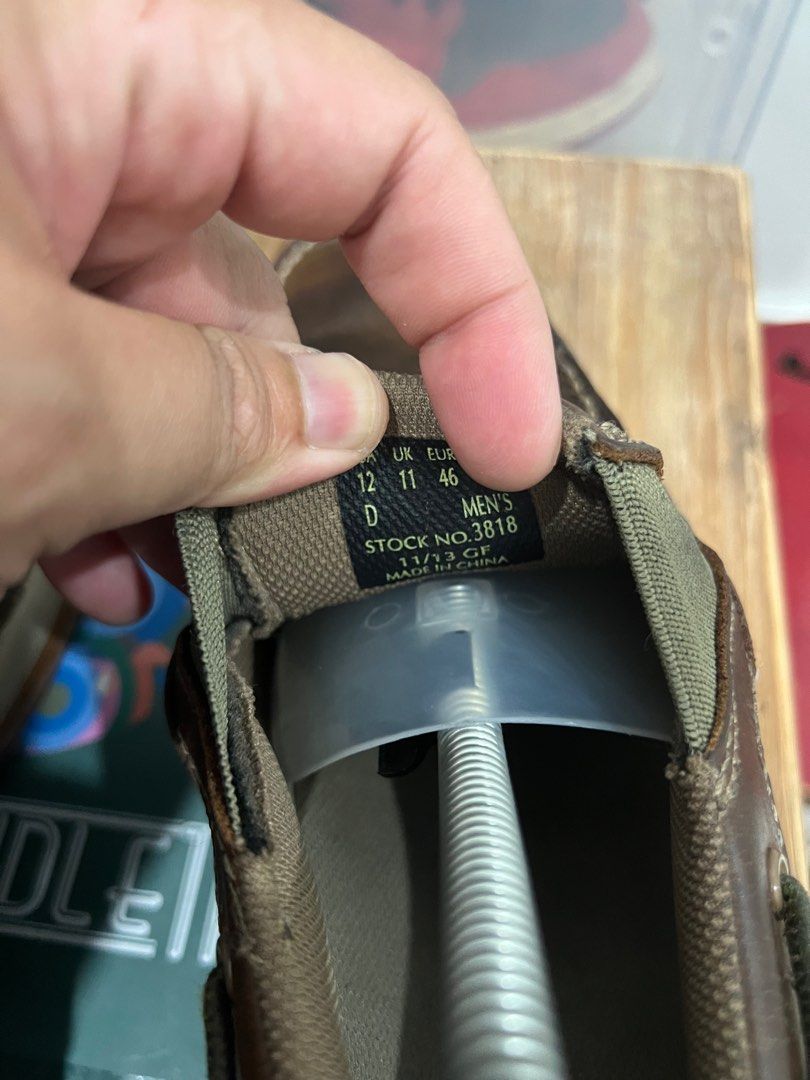 UK EUR
12 11 46
D MEN'S
STOCK NO.3818
11/13 GF
MADE IN CHINA